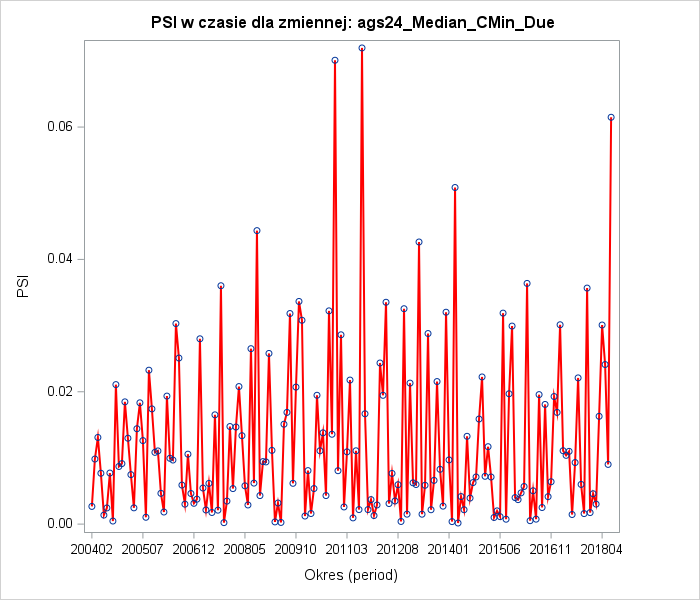 PSI w czasie dla zmiennej: ags24_Median_CMin_Due
0.06
0.04
0.02
0.00
PSI
200402 200507 200612 200805 200910 201103 201208 201401 201506 201611 201804
Okres (period)